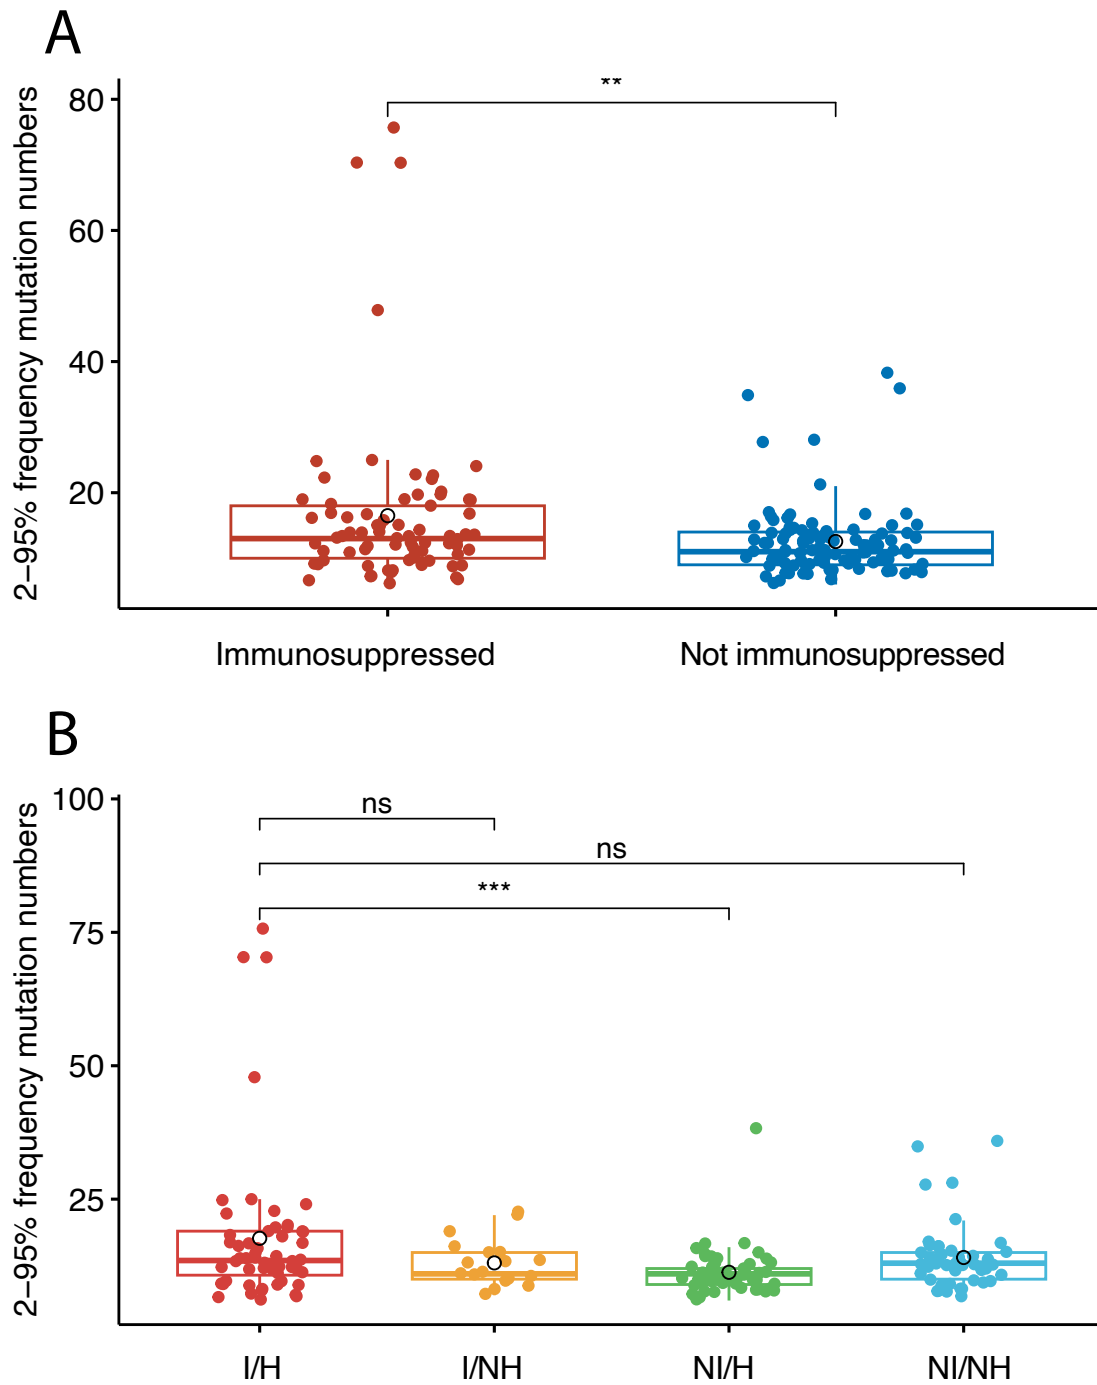 A
2–95% frequency mutation numbers
80
60
40
20
**
Immunosuppressed
Not immunosuppressed
B
2–95% frequency mutation numbers
100
75
50
25
ns
ns
***
I/H
I/NH
NI/H
NI/NH